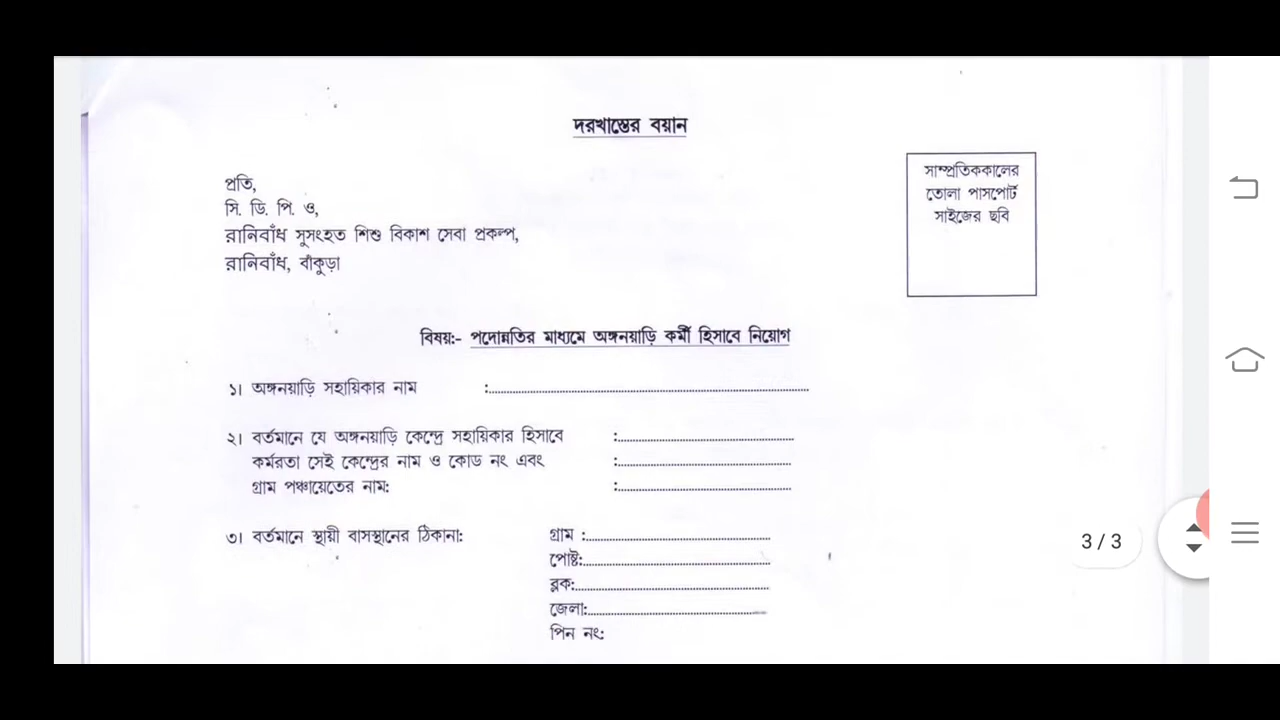 দরখাস্তের বয়ান
সাম্প্রতিককালের
তোলা পাসপোর্ট
সাইজের ছবি
প্রতি,
সি. ডি. পি. ও,
রানিবাঁধ সুসংহত শিশু বিকাশ সেবা প্রকল্প,
রানিবাঁধ, বাঁকুড়া
বিষয়:- পদোন্নতির মাধ্যমে অঙ্গনয়াড়ি কর্মী হিসাবে নিয়োগ
১। অঙ্গনয়াড়ি সহায়িকার নাম :................................................
২। বর্তমানে যে অঙ্গনয়াড়ি কেন্দ্রে সহায়িকার হিসাবে :................................
কর্মরতা সেই কেন্দ্রের নাম ও কোড নং এবং :................................
গ্রাম পঞ্চায়েতের নাম: :................................
৩। বর্তমানে স্থায়ী বাসস্থানের ঠিকানা: গ্রাম :................................
পোষ্ট:................................
ব্লক:................................
জেলা:................................
পিন নং:
3 / 3